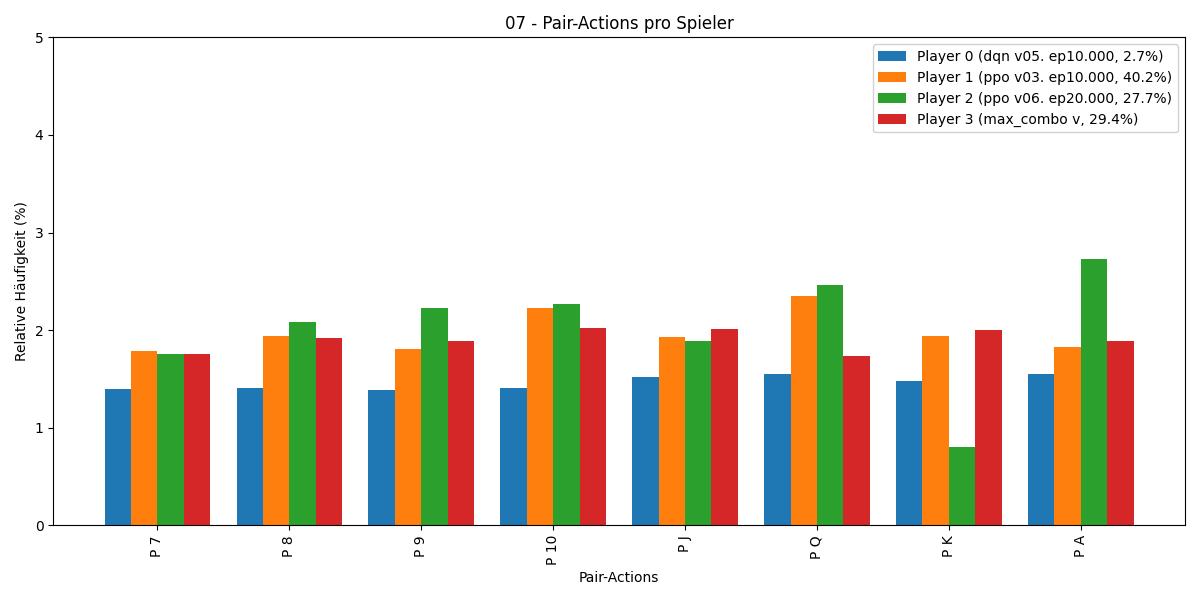 07 - Pair-Actions pro Spieler
Player 0 (dqn v05. ep10.000, 2.7%)
Player 1 (ppo v03. ep10.000, 40.2%)
Player 2 (ppo v06. ep20.000, 27.7%)
Player 3 (max_combo v, 29.4%)
Relative Häufigkeit (%)
5
4
3
2
1
0
P 7
P 8
P 9
P 10
P J
P Q
P K
P A
Pair-Actions